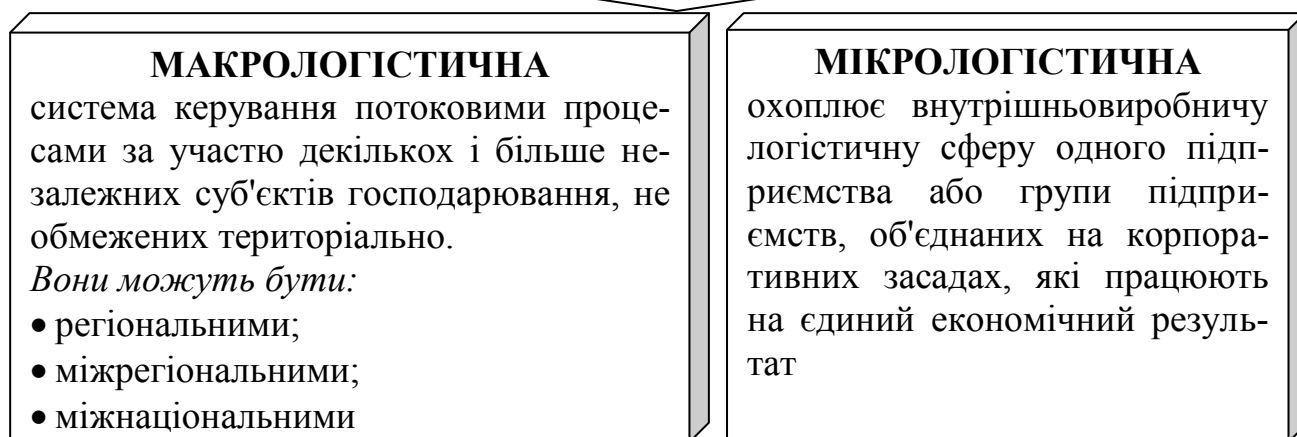 МАКРОЛОГІСТИЧНА
система керування потоковими проце-
сами за участю декількох і більше не-
залежних суб'єктів господарювання, не
обмежених територіально.
Вони можуть бути:
• регіональними;
• міжрегіональними;
• міжнаціональними
МІКРОЛОГІСТИЧНА
охоплює внутрішньовиробничу
логістичну сферу одного підп-
риємства або групи підпри-
ємств, об'єднаних на корпора-
тивних засадах, які працюють
на єдиний економічний резуль-
тат